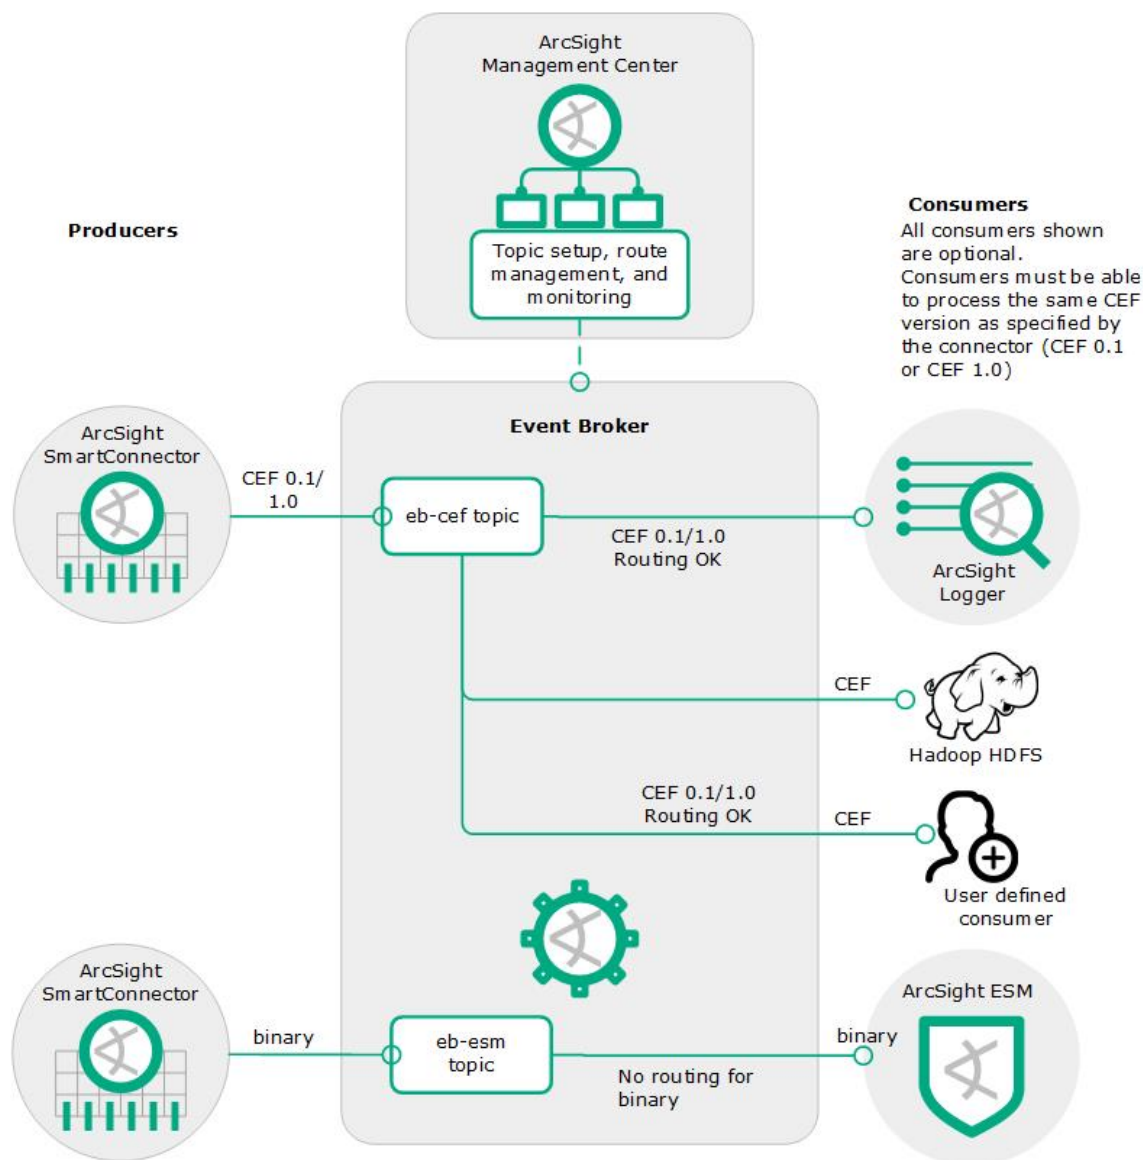 ArcSight
Management Center
Topic setup, route
management, and
monitoring
Producers
Consumers
All consumers shown
are optional.
Consumers must be able
to process the same CEF
version as specified by
the connector (CEF 0.1
or CEF 1.0)
Event Broker
ArcSight
SmartConnector
CEF 0.1/
1.0
eb-cef topic
CEF 0.1/1.0
Routing OK
ArcSight
Logger
CEF
Hadoop HDFS
CEF 0.1/1.0
Routing OK
CEF
User defined
consumer
ArcSight
SmartConnector
binary
eb-esm
topic
No routing for
binary
binary
ArcSight ESM